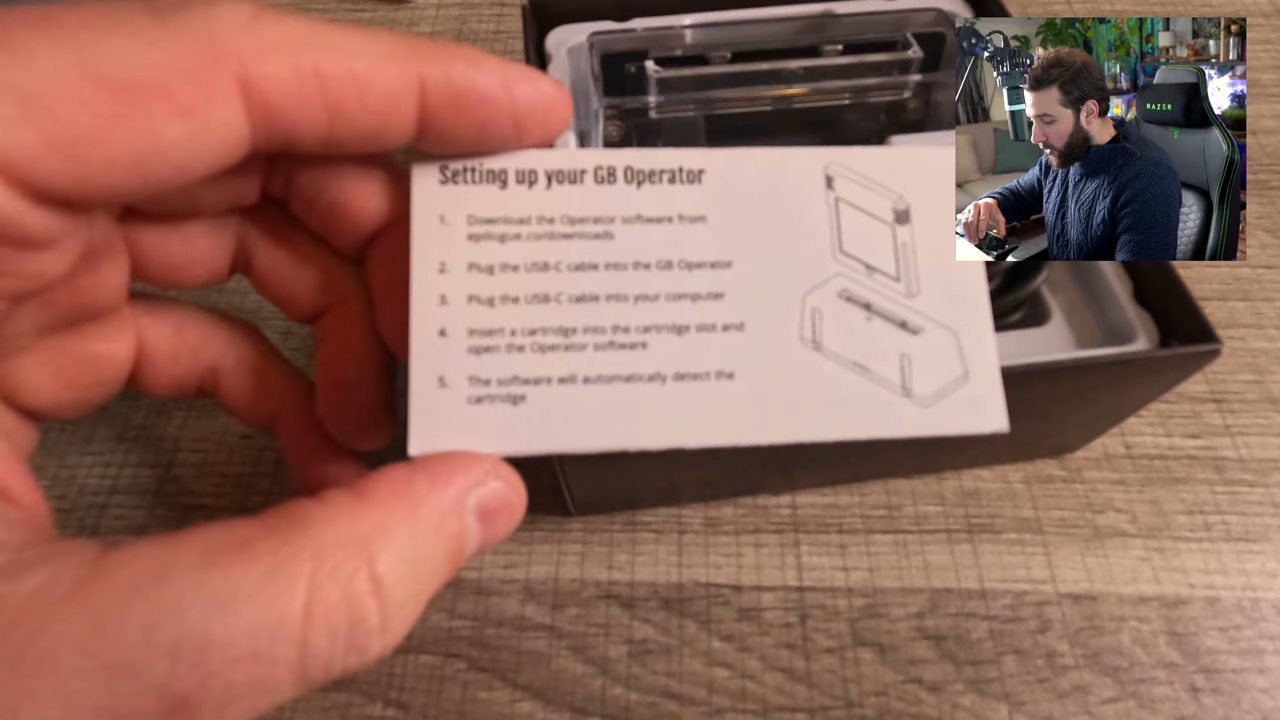 Setting up your GB Operator
1. Download the Operator software from
epilogue.co/downloads
2. Plug the USB-C cable into the GB Operator
3. Plug the USB-C cable into your computer
4. Insert a cartridge into the cartridge slot and
open the Operator software
5. The software will automatically detect the
cartridge
RAZER